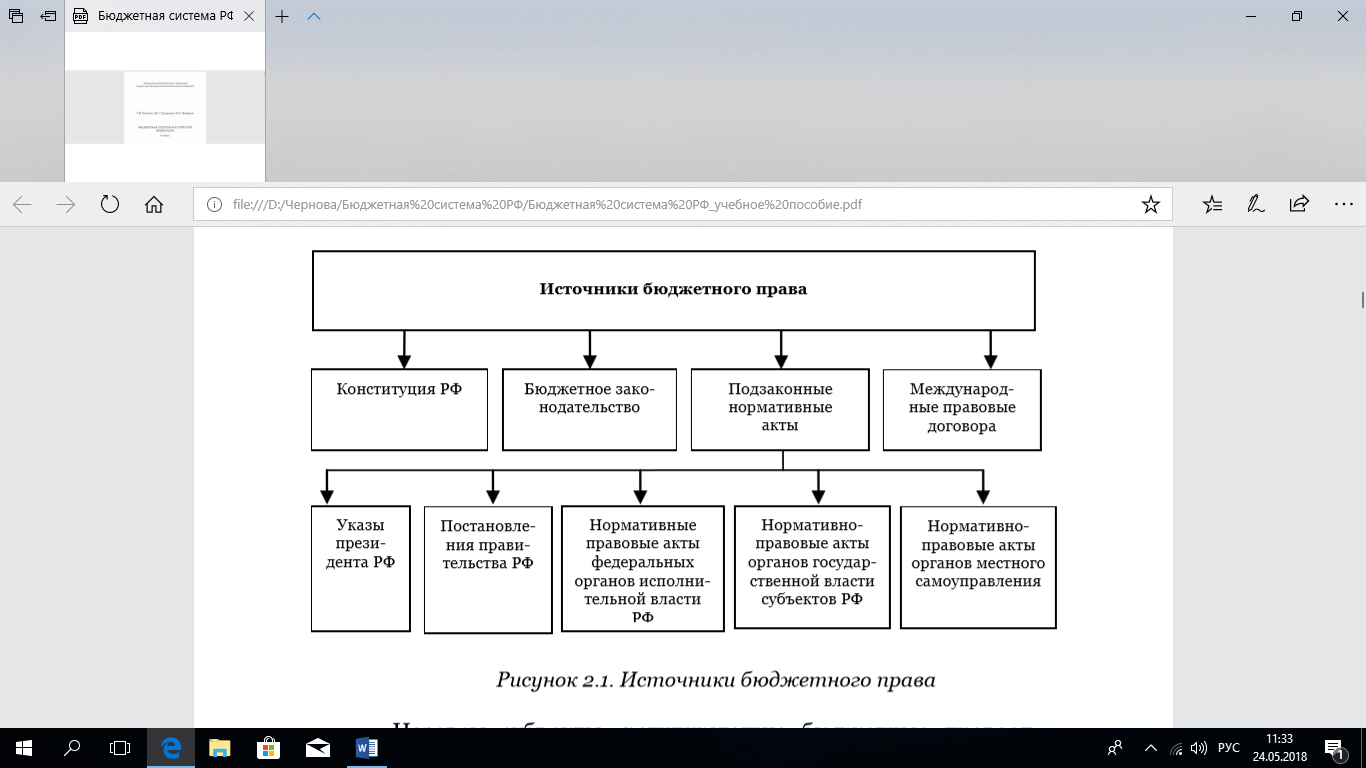 Бюджетная система РФ
file:///D:/Чернова/Бюджетная%20система%20РФ/Бюджетная%20система%20РФ_учебное%20пособие.pdf
Источники бюджетного права
Конституция РФ
Бюджетное зако-
нодательство
Подзаконные
нормативные
акты
Международ-
ные правовые
договора
Указы
прези-
дента РФ
Постановле-
ния прави-
тельства РФ
Нормативные
правовые акты
федеральных
органов исполни-
тельной власти
РФ
Нормативно-
правовые акты
органов государ-
ственной власти
субъектов РФ
Нормативно-
правовые акты
органов местного
самоуправления
Рисунок 2.1. Источники бюджетного права
РУС
11:33
24.05.2018
1